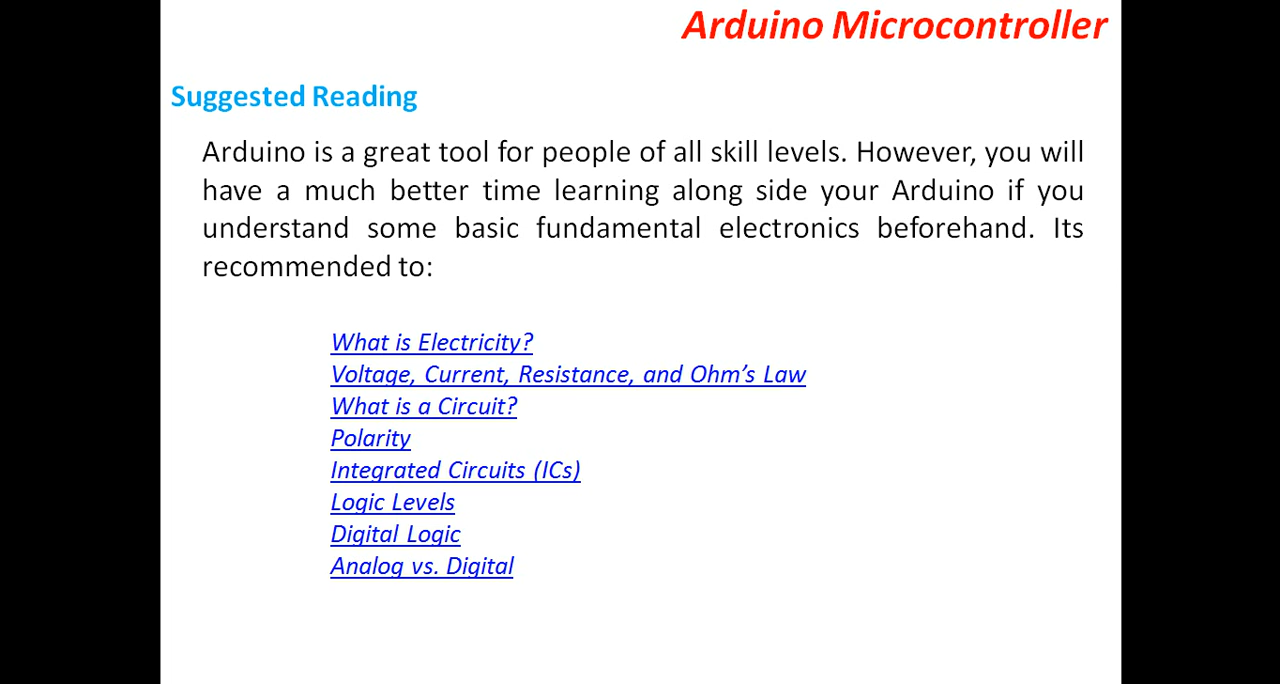 Arduino Microcontroller
Suggested Reading
Arduino is a great tool for people of all skill levels. However, you will
have a much better time learning along side your Arduino if you
understand some basic fundamental electronics beforehand. Its
recommended to:
What is Electricity?
Voltage, Current, Resistance, and Ohm’s Law
What is a Circuit?
Polarity
Integrated Circuits (ICs)
Logic Levels
Digital Logic
Analog vs. Digital